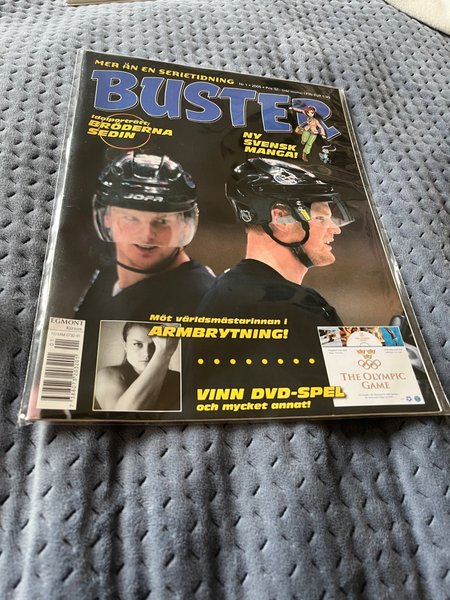 MER ÄN EN SERIETIDNING
BUSTER
Idolporträtt:
BRÖDERNA
SEDIN
NY
SVENSK
MANGA!
JOFA
Möt världsmästarinnan i
ARMBRYTNING!
EGMONT
Kärnan
THE OLYMPIC
GAME
VINN DVD-SPEL
och mycket annat!